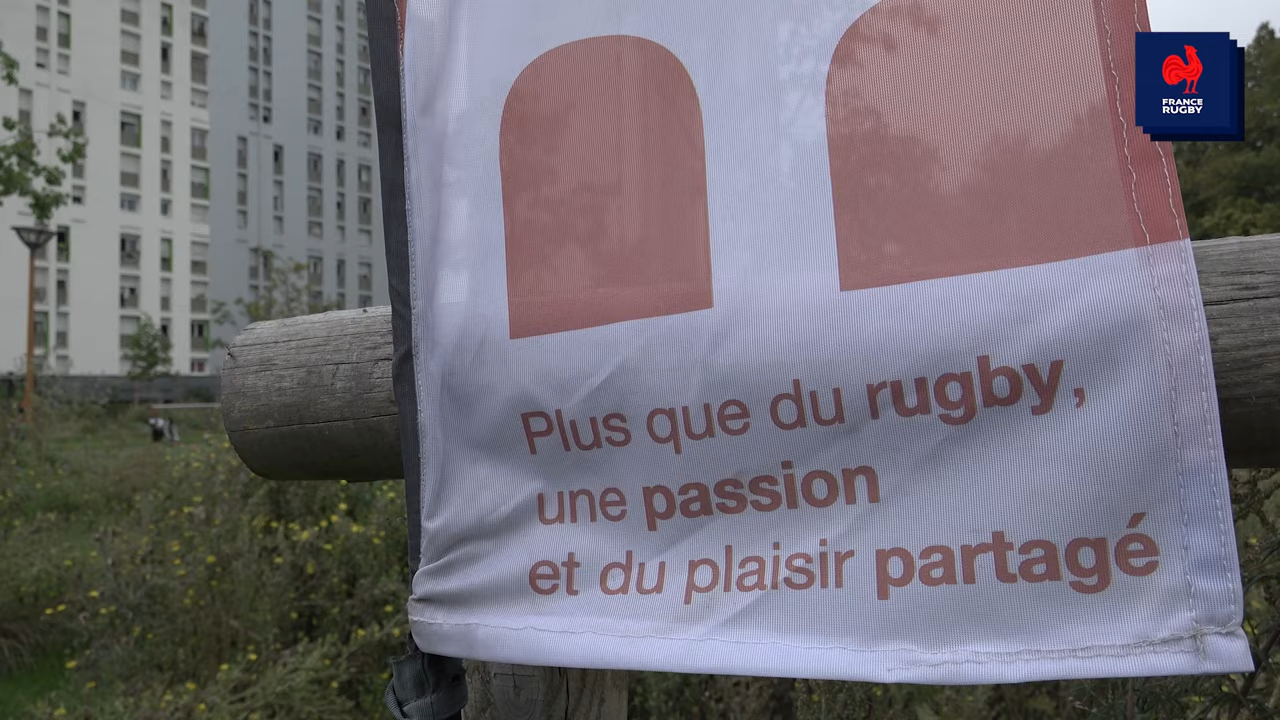 FRANCE
RUGBY
Plus que du rugby,
une passion
et du plaisir partagé